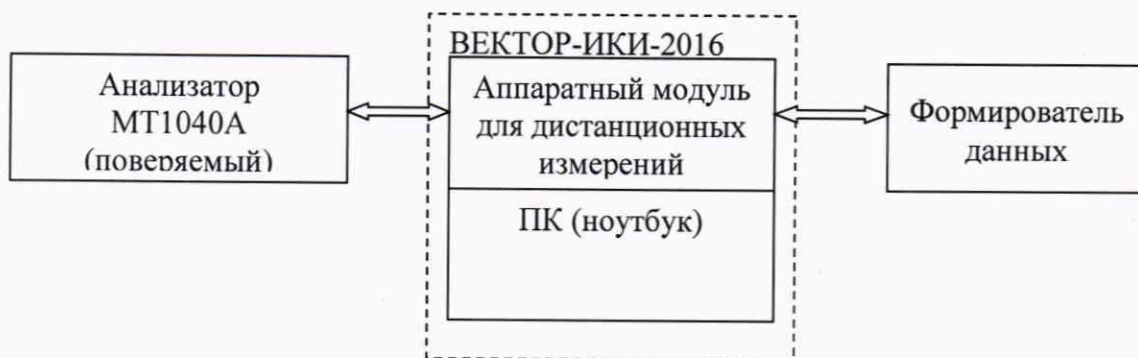 ВЕКТОР-ИКИ-2016
Анализатор
МТ1040А
(поверяемый)
Аппаратный модуль
для дистанционных
измерений
ПК (ноутбук)
Формирователь
данных